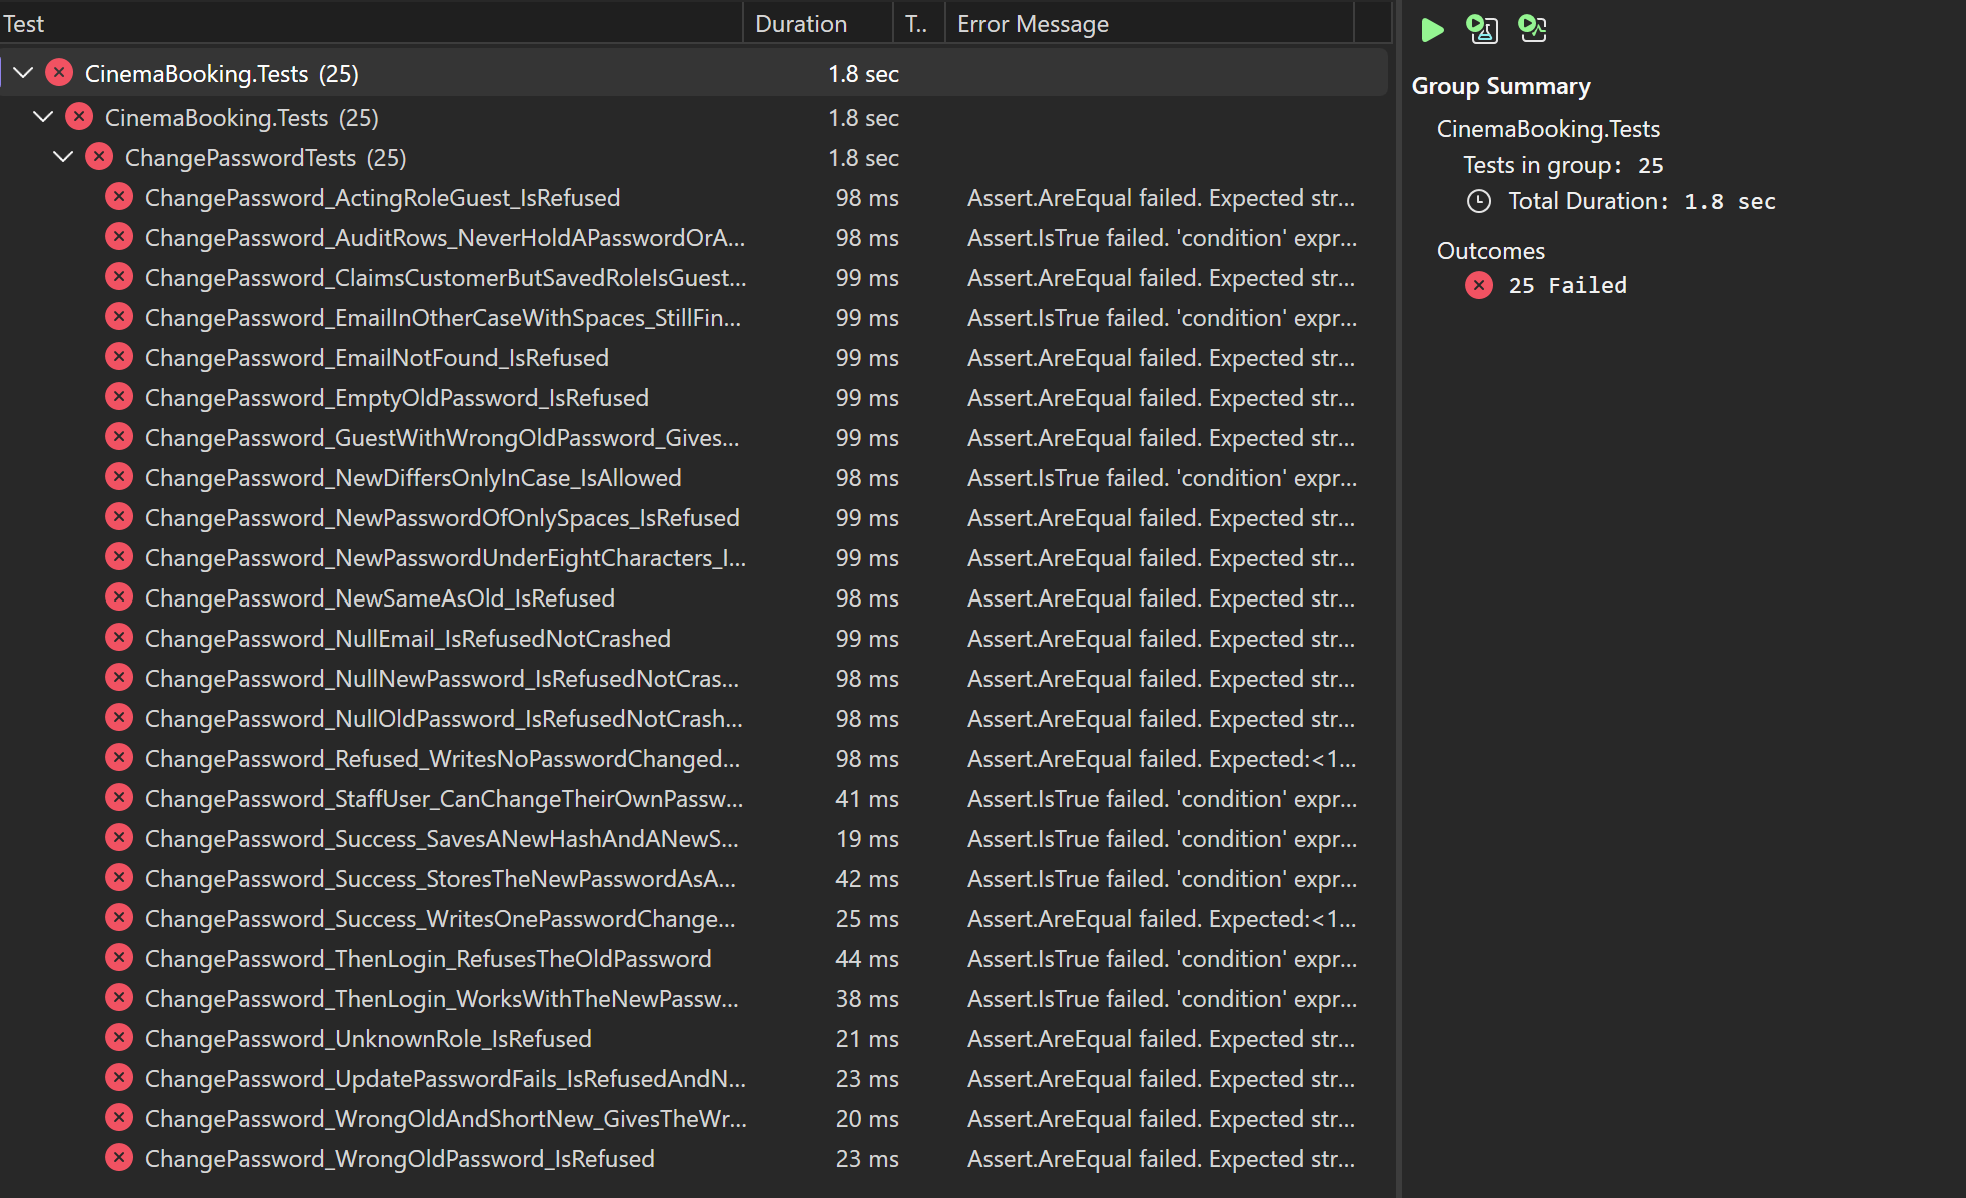 Test Duration T.. Error Message
CinemaBooking.Tests (25) 1.8 sec
CinemaBooking.Tests (25) 1.8 sec
ChangePasswordTests (25) 1.8 sec
ChangePassword_ActingRoleGuest_IsRefused 98 ms Assert.AreEqual failed. Expected str...
ChangePassword_AuditRows_NeverHoldAPasswordOrA... 98 ms Assert.IsTrue failed. 'condition' expr...
ChangePassword_ClaimsCustomerButSavedRoleIsGuest... 99 ms Assert.AreEqual failed. Expected str...
ChangePassword_EmailInOtherCaseWithSpaces_StillFin... 99 ms Assert.IsTrue failed. 'condition' expr...
ChangePassword_EmailNotFound_IsRefused 99 ms Assert.AreEqual failed. Expected str...
ChangePassword_EmptyOldPassword_IsRefused 99 ms Assert.AreEqual failed. Expected str...
ChangePassword_GuestWithWrongOldPassword_Gives... 99 ms Assert.AreEqual failed. Expected str...
ChangePassword_NewDiffersOnlyInCase_IsAllowed 98 ms Assert.IsTrue failed. 'condition' expr...
ChangePassword_NewPasswordOfOnlySpaces_IsRefused 99 ms Assert.AreEqual failed. Expected str...
ChangePassword_NewPasswordUnderEightCharacters_I... 99 ms Assert.AreEqual failed. Expected str...
ChangePassword_NewSameAsOld_IsRefused 98 ms Assert.AreEqual failed. Expected str...
ChangePassword_NullEmail_IsRefusedNotCrashed 99 ms Assert.AreEqual failed. Expected str...
ChangePassword_NullNewPassword_IsRefusedNotCras... 98 ms Assert.AreEqual failed. Expected str...
ChangePassword_NullOldPassword_IsRefusedNotCrash... 98 ms Assert.AreEqual failed. Expected str...
ChangePassword_Refused_WritesNoPasswordChanged... 98 ms Assert.AreEqual failed. Expected:<1...
ChangePassword_StaffUser_CanChangeTheirOwnPassw... 41 ms Assert.IsTrue failed. 'condition' expr...
ChangePassword_Success_SavesANewHashAndANewS... 19 ms Assert.IsTrue failed. 'condition' expr...
ChangePassword_Success_StoresTheNewPasswordAsA... 42 ms Assert.IsTrue failed. 'condition' expr...
ChangePassword_Success_WritesOnePasswordChange... 25 ms Assert.AreEqual failed. Expected:<1...
ChangePassword_ThenLogin_RefusesTheOldPassword 44 ms Assert.IsTrue failed. 'condition' expr...
ChangePassword_ThenLogin_WorksWithTheNewPassw... 38 ms Assert.IsTrue failed. 'condition' expr...
ChangePassword_UnknownRole_IsRefused 21 ms Assert.AreEqual failed. Expected str...
ChangePassword_UpdatePasswordFails_IsRefusedAndN... 23 ms Assert.AreEqual failed. Expected str...
ChangePassword_WrongOldAndShortNew_GivesTheWr... 20 ms Assert.AreEqual failed. Expected str...
ChangePassword_WrongOldPassword_IsRefused 23 ms Assert.AreEqual failed. Expected str...
Group Summary
CinemaBooking.Tests
Tests in group: 25
Total Duration: 1.8 sec
Outcomes
25 Failed